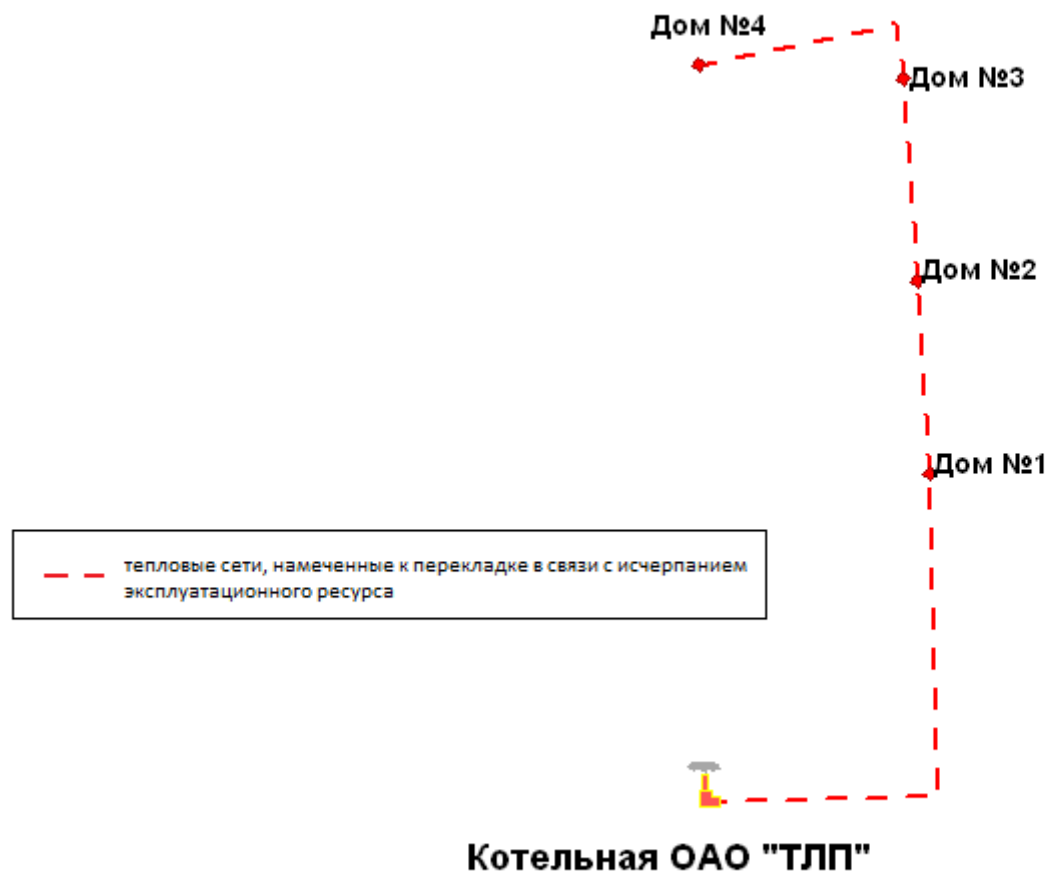 Дом №4
Дом №3
Дом №2
Дом №1
тепловые сети, намеченные к перекладке в связи с исчерпанием
эксплуатационного ресурса
Котельная ОАО "ТЛП"